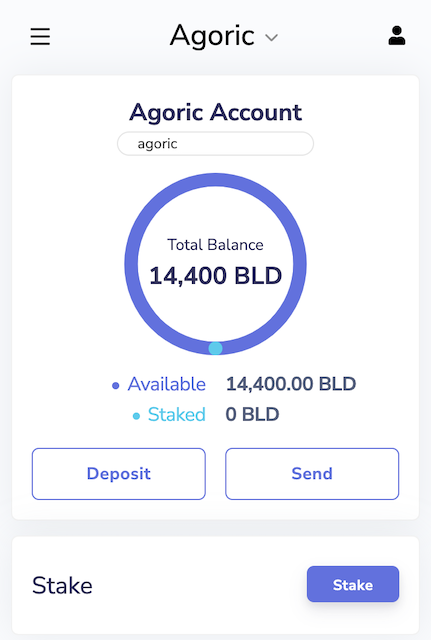 Agoric
Agoric Account
agoric
Total Balance
14,400 BLD
Available 14,400.00 BLD
Staked 0 BLD
Deposit Send
Stake Stake